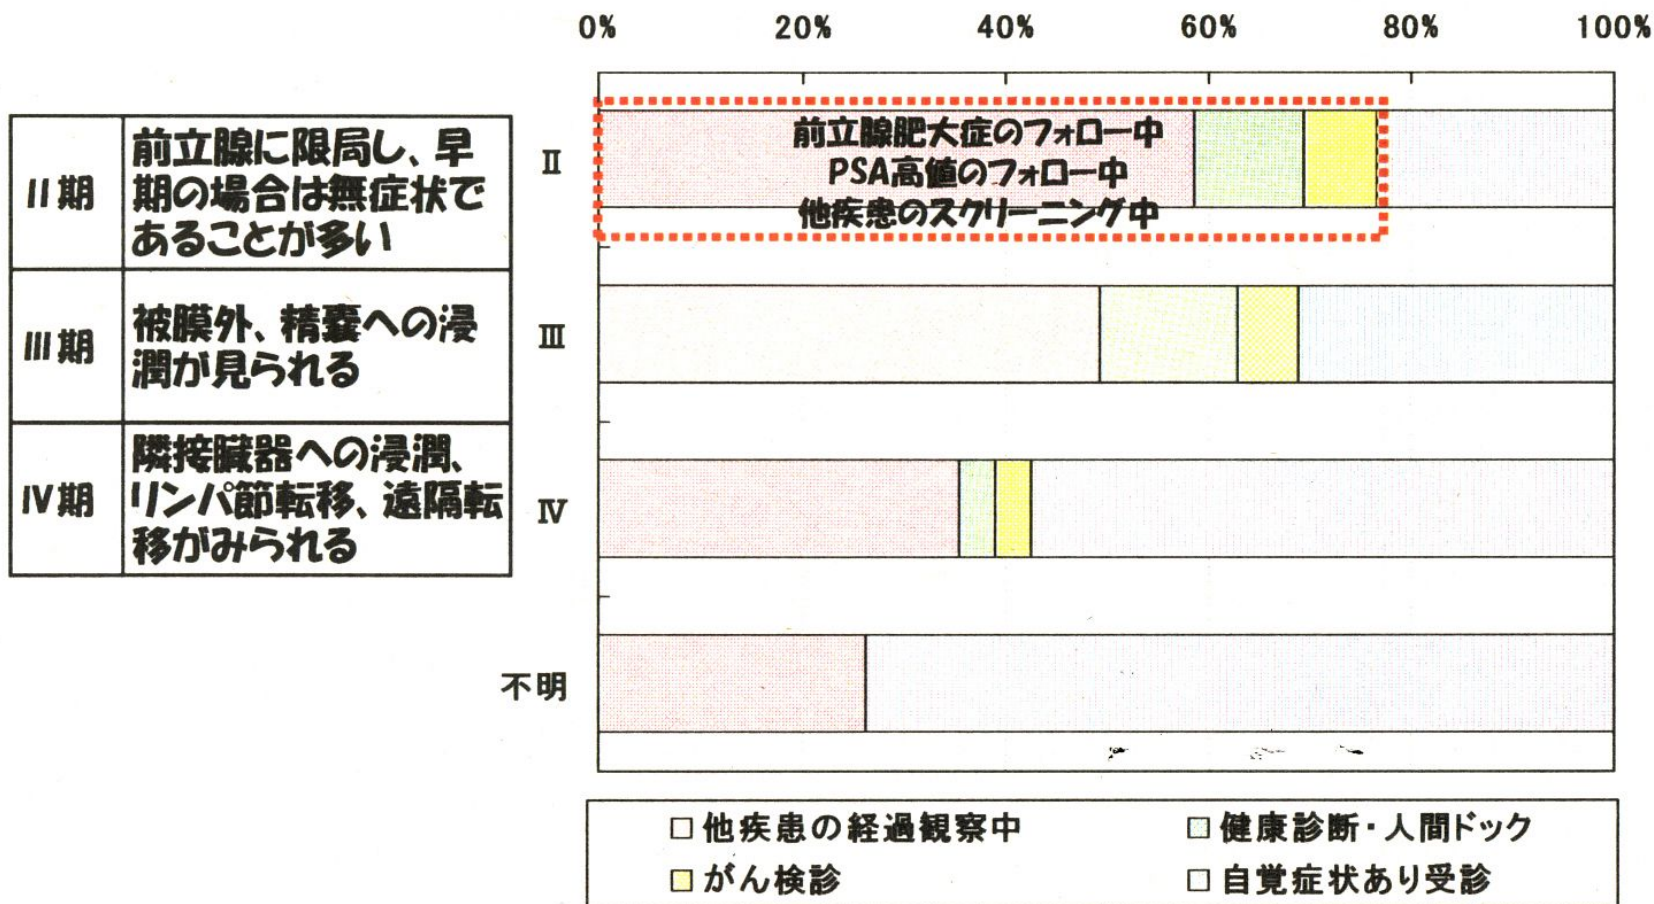 0% 20% 40% 60% 80% 100%
II期
前立腺に限局し、早
期の場合は無症状で
あることが多い
III期
被膜外、精嚢への浸
潤が見られる
IV期
隣接臓器への浸潤、
リンパ節転移、遠隔転
移がみられる
Ⅱ
前立腺肥大症のフォロー中
PSA高値のフォロー中
他疾患のスクリーニング中
Ⅲ
Ⅳ
不明
他疾患の経過観察中
健康診断・人間ドック
がん検診
自覚症状あり受診